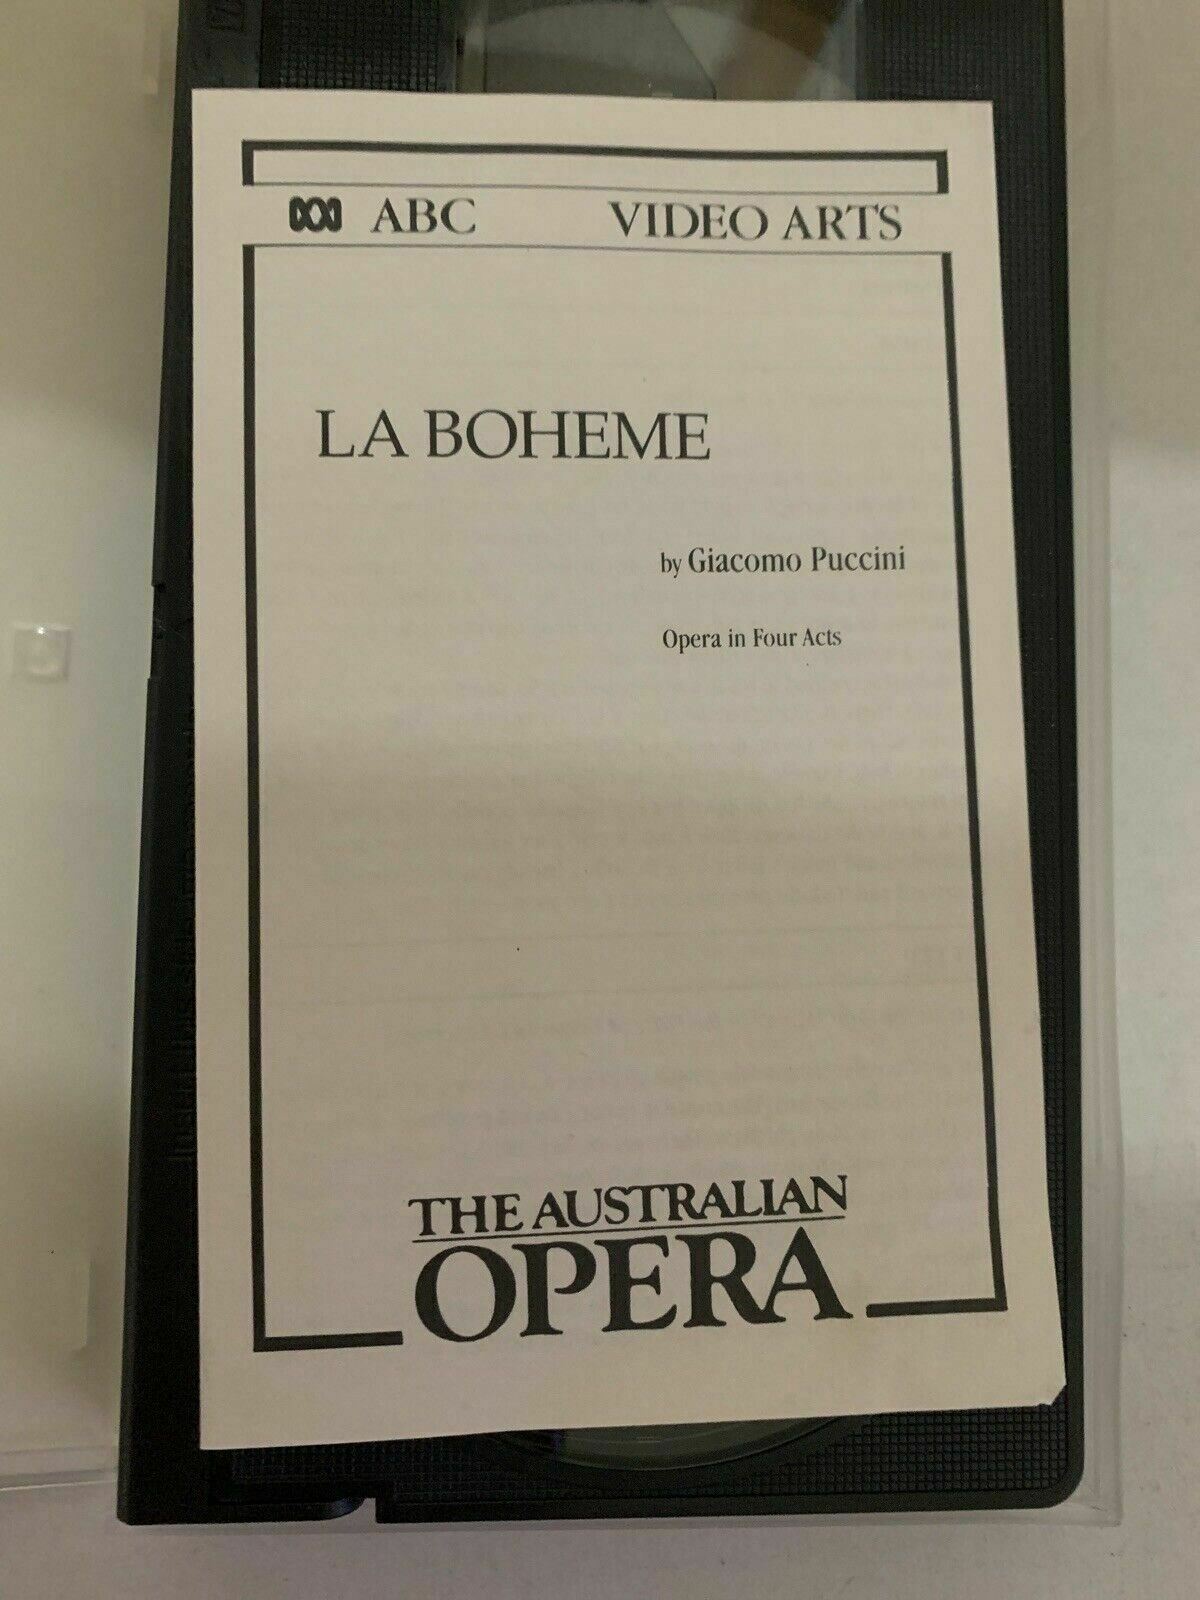 ABC VIDEO ARTS
LA BOHEME
by Giacomo Puccini
Opera in Four Acts
THE AUSTRALIAN
OPERA